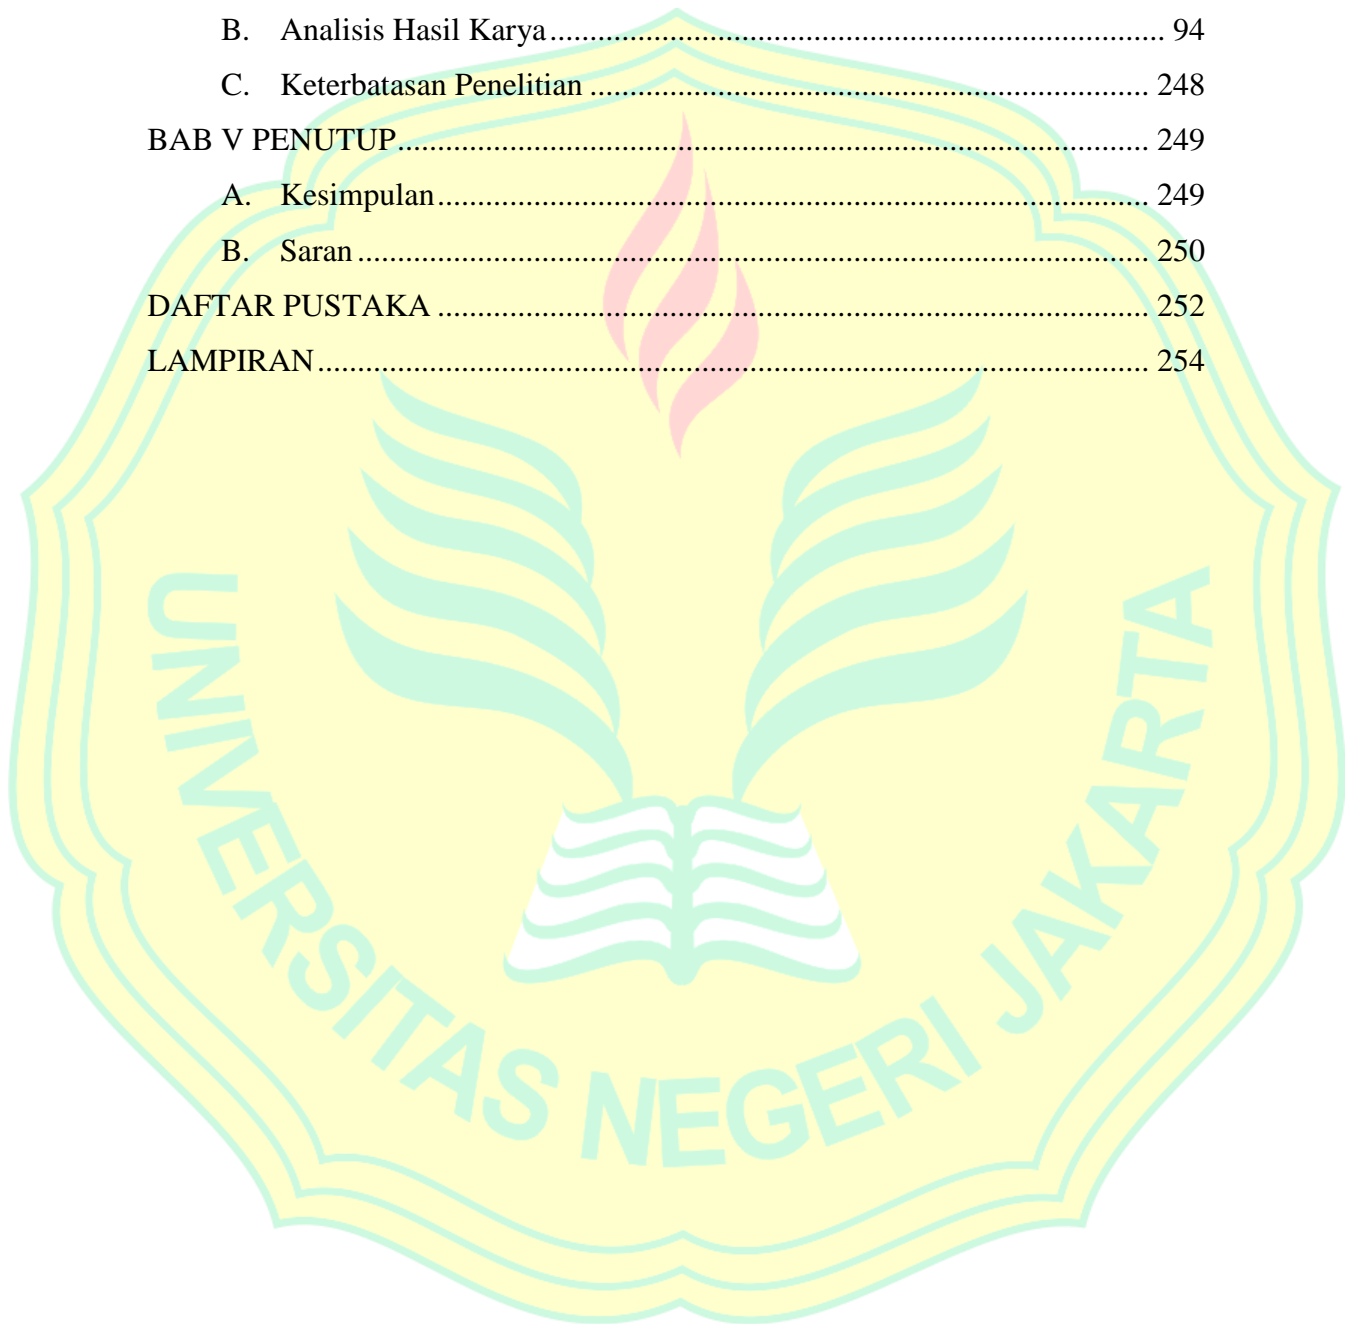 B. Analisis Hasil Karya............................................................................. 94
C. Keterbatasan Penelitian ...................................................................... 248
BAB V PENUTUP.............................................................................................. 249
A. Kesimpulan......................................................................................... 249
B. Saran ................................................................................................... 250
DAFTAR PUSTAKA ......................................................................................... 252
LAMPIRAN........................................................................................................ 254
UNIVERSITAS NEGERI JAKARTA